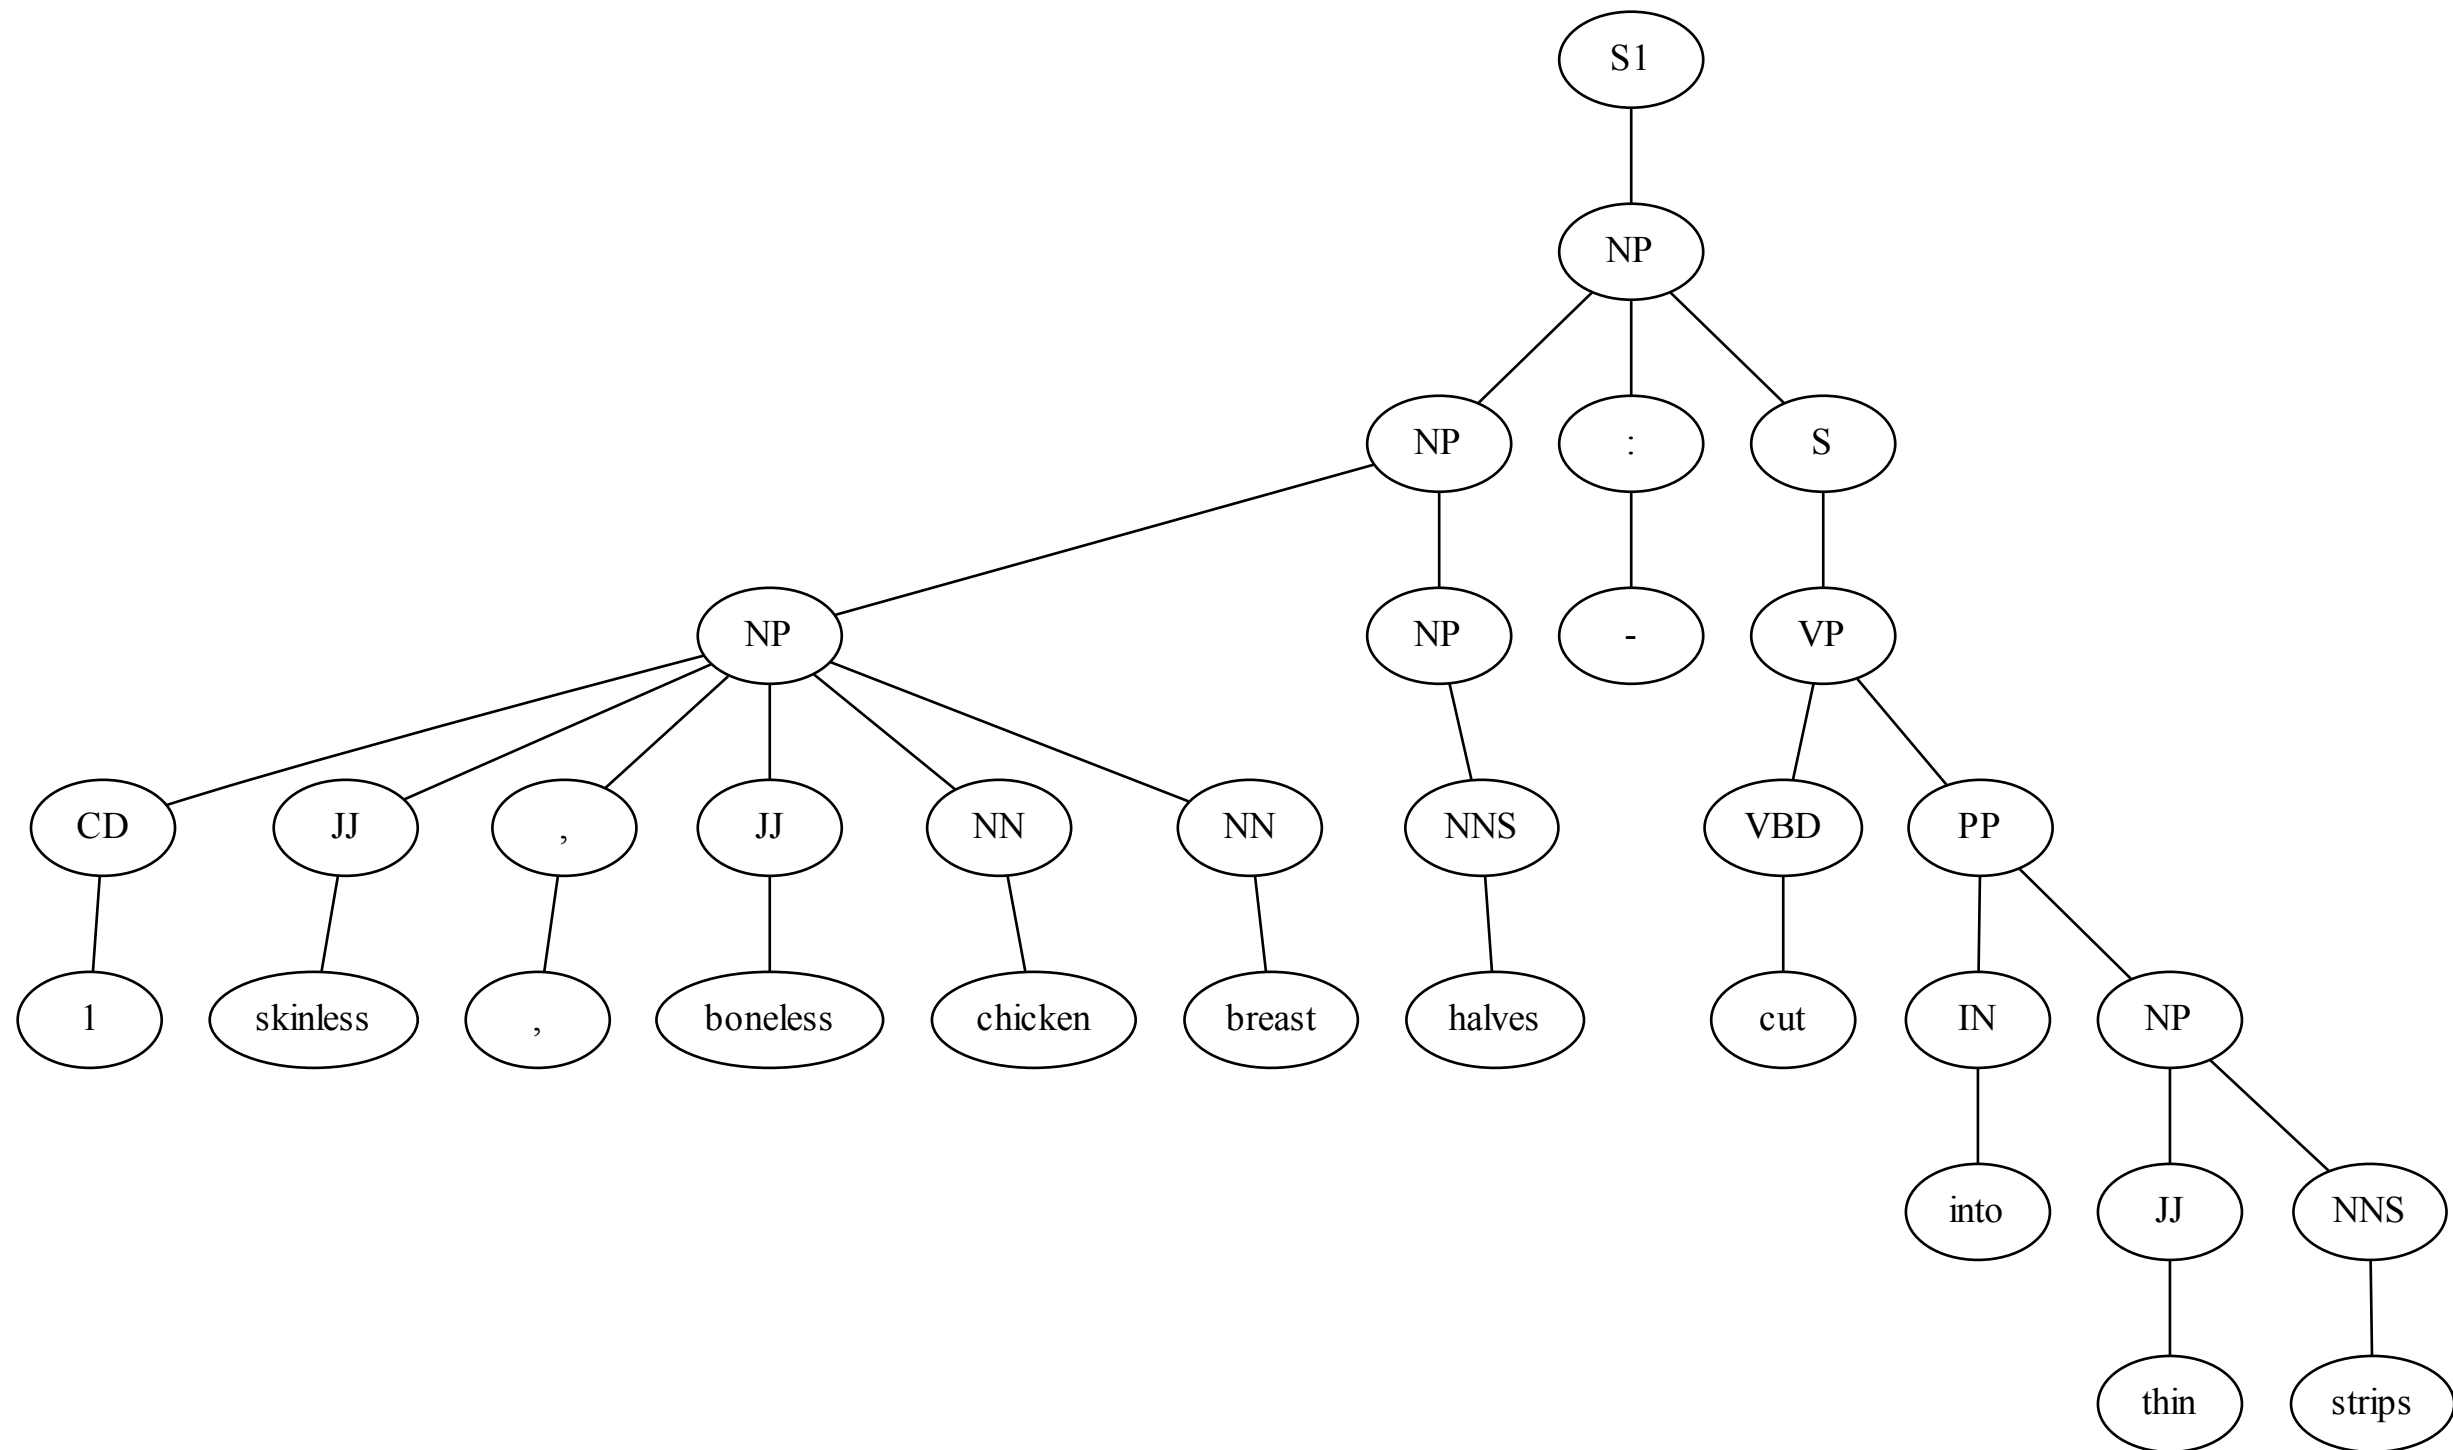 S1
NP
NP : S
NP NP - VP
CD JJ , JJ NN NN NNS VBD PP
1 skinless , boneless chicken breast halves cut IN NP
into JJ NNS
thin strips